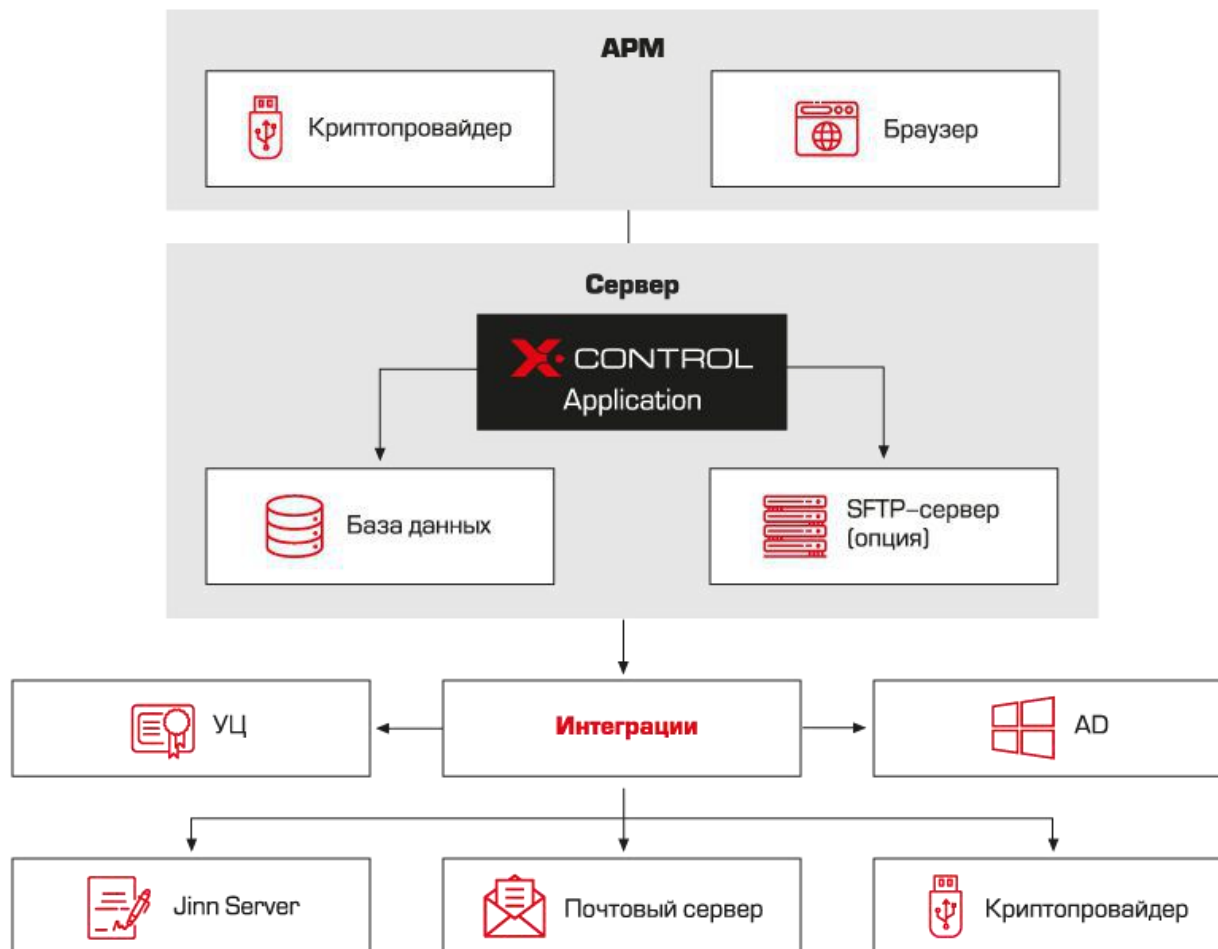 АРМ
Криптопровайдер
Браузер
Сервер
X·CONTROL
Application
База данных
SFTP–сервер
(опция)
УЦ
Интеграции
AD
Jinn Server
Почтовый сервер
Криптопровайдер